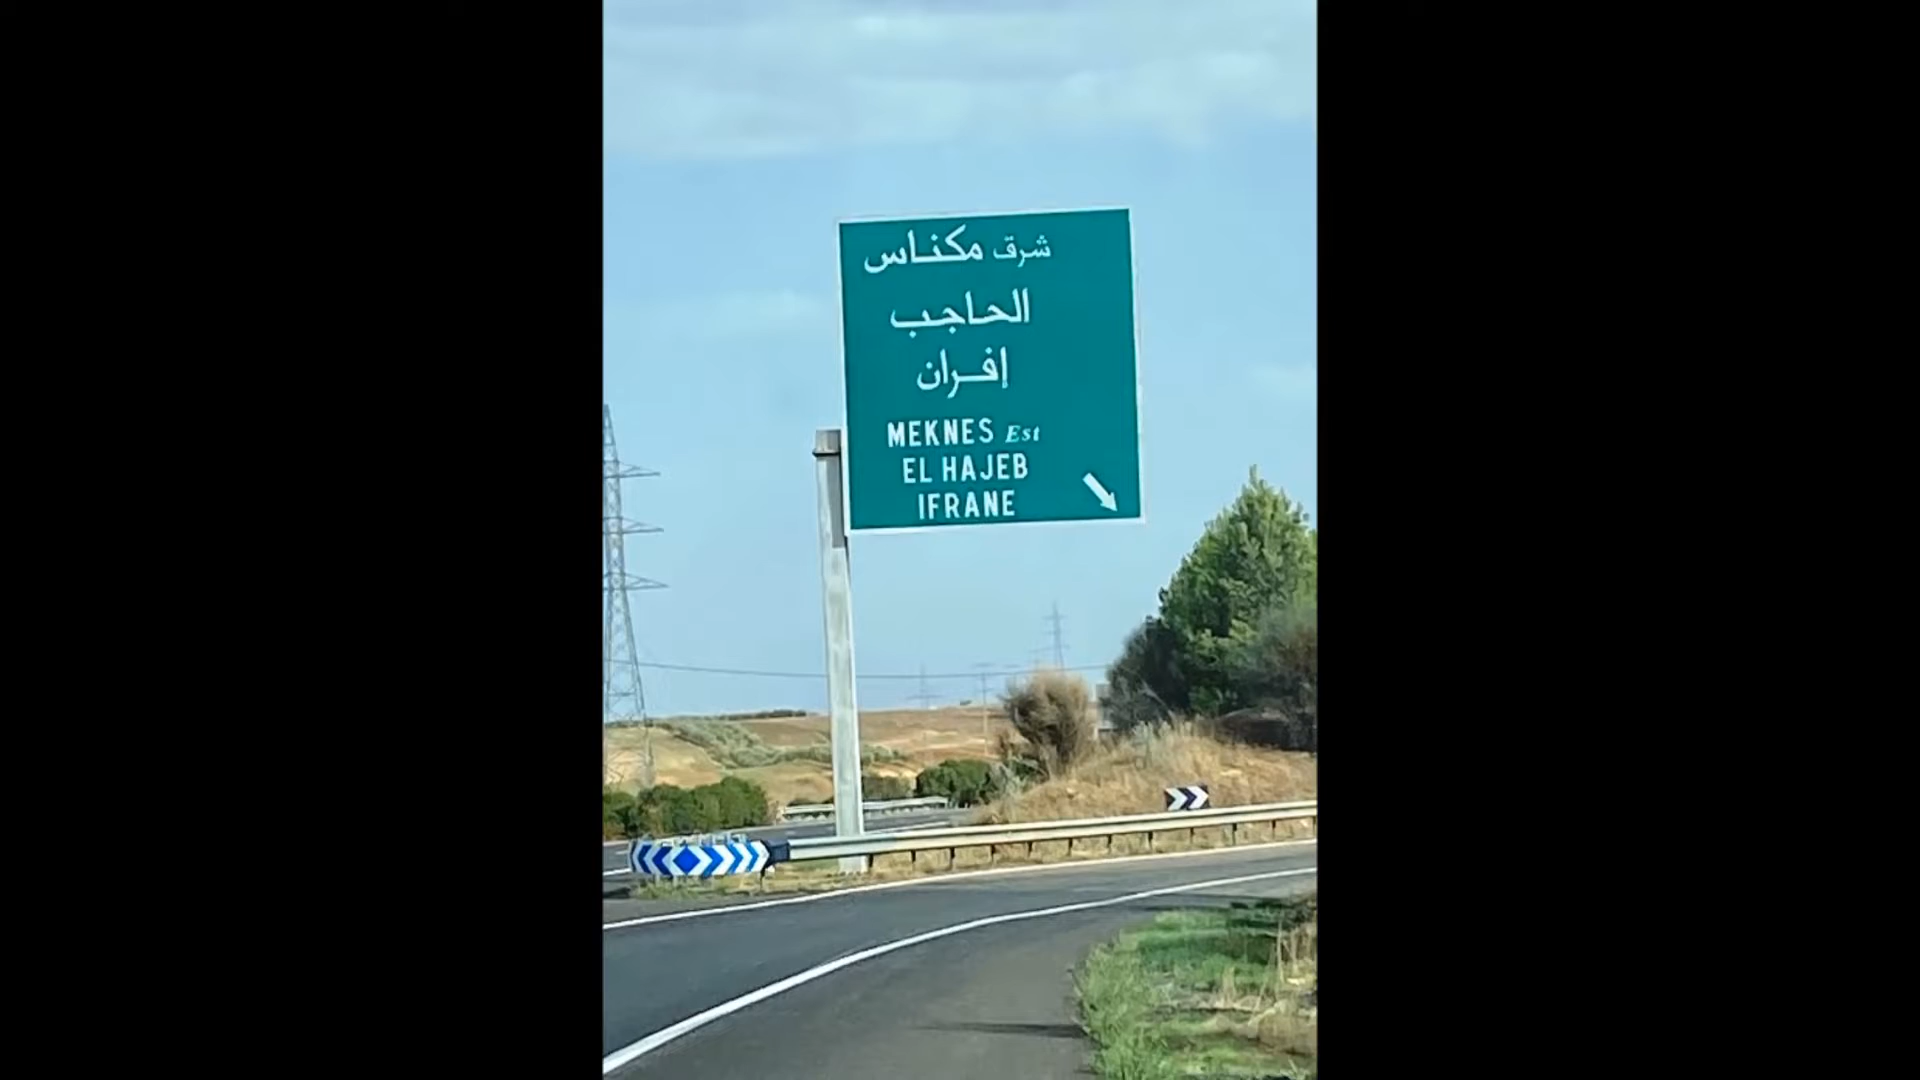 شرق مكناس
الحاجب
إفران
MEKNES Est
EL HAJEB
IFRANE